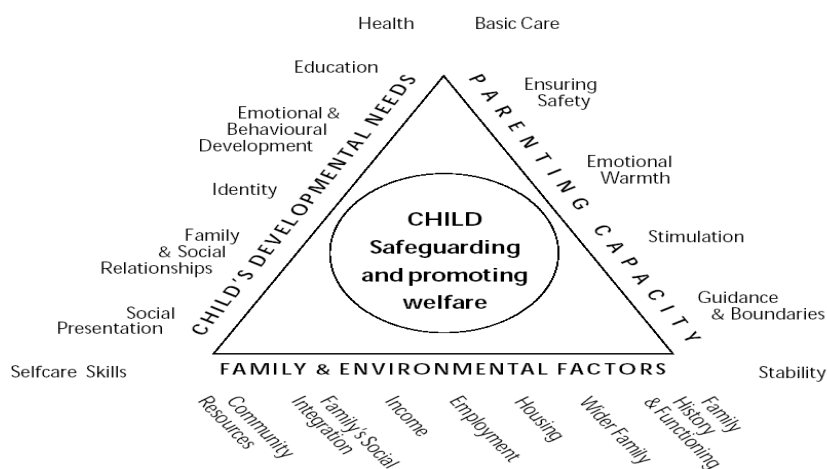 Health
Basic Care
Education
Ensuring
Safety
Emotional &
Behavioural
Development
Emotional
Warmth
Identity
Stimulation
Family
& Social
Relationships
Guidance
& Boundaries
Social
Presentation
Selfcare Skills
Stability
CHILD'S DEVELOPMENTAL NEEDS
PARENTING CAPACITY
CHILD
Safeguarding
and promoting
welfare
FAMILY & ENVIRONMENTAL FACTORS
Community
Resources
Family's Social
Integration
Income
Employment
Housing
Wider Family
Family
History
& Functioning